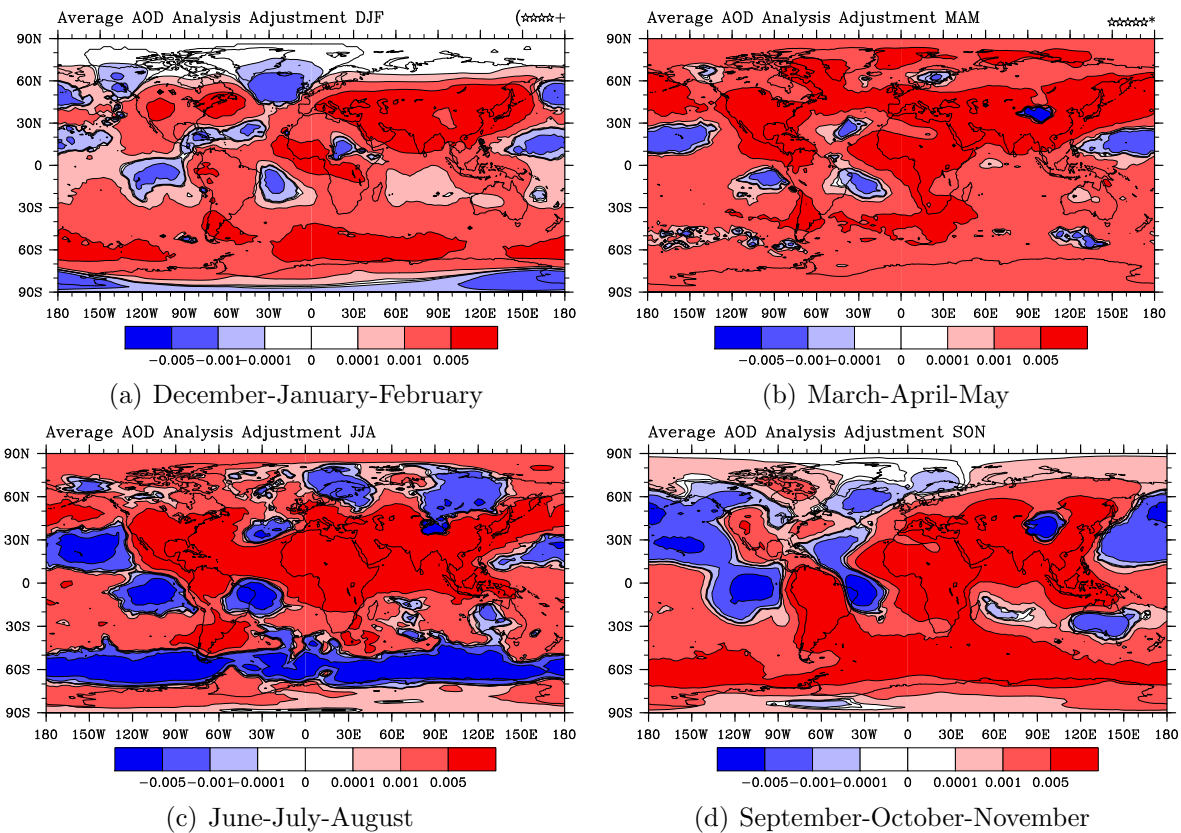 Average AOD Analysis Adjustment DJF (☆☆☆☆+
90N
60N
30N
0
30S
60S
90S
180 150W 120W 90W 60W 30W 0 30E 60E 90E 120E 150E 180
-0.005 -0.001 -0.0001 0 0.0001 0.001 0.005
(a) December-January-February
Average AOD Analysis Adjustment MAM ☆☆☆☆☆*
90N
60N
30N
0
30S
60S
90S
180 150W 120W 90W 60W 30W 0 30E 60E 90E 120E 150E 180
-0.005 -0.001 -0.0001 0 0.0001 0.001 0.005
(b) March-April-May
Average AOD Analysis Adjustment JJA
90N
60N
30N
0
30S
60S
90S
180 150W 120W 90W 60W 30W 0 30E 60E 90E 120E 150E 180
-0.005 -0.001 -0.0001 0 0.0001 0.001 0.005
(c) June-July-August
Average AOD Analysis Adjustment SON
90N
60N
30N
0
30S
60S
90S
180 150W 120W 90W 60W 30W 0 30E 60E 90E 120E 150E 180
-0.005 -0.001 -0.0001 0 0.0001 0.001 0.005
(d) September-October-November